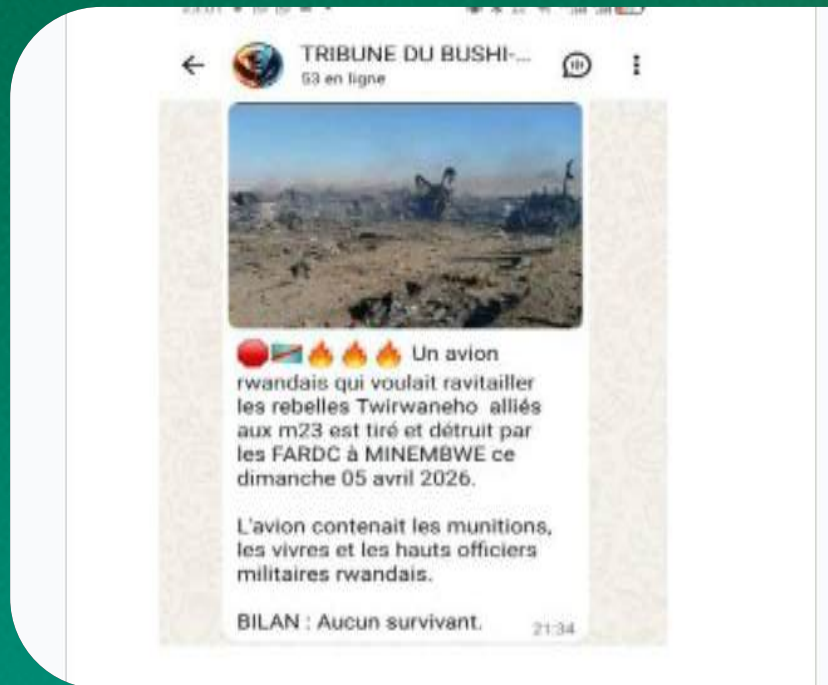 TRIBUNE DU BUSHI-...
53 en ligne
Un avion
rwandais qui voulait ravitailler
les rebelles Twirwaneho alliés
aux m23 est tiré et détruit par
les FARDC à MINEMBWE ce
dimanche 05 avril 2026.
L'avion contenait les munitions,
les vivres et les hauts officiers
militaires rwandais.
BILAN : Aucun survivant.
21:34